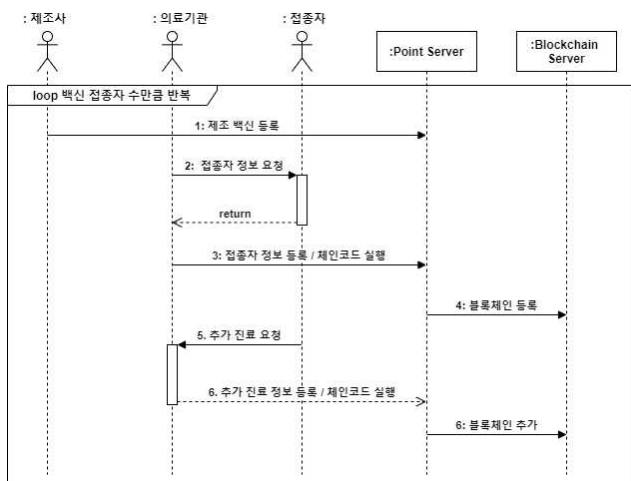 : 제조사
: 의료기관
: 접종자
:Point Server
:Blockchain
Server
loop 백신 접종자 수만큼 반복
1: 제조 백신 등록
2: 접종자 정보 요청
return
3: 접종자 정보 등록 / 체인코드 실행
4: 블록체인 등록
5. 추가 진료 요청
6. 추가 진료 정보 등록 / 체인코드 실행
6: 블록체인 추가